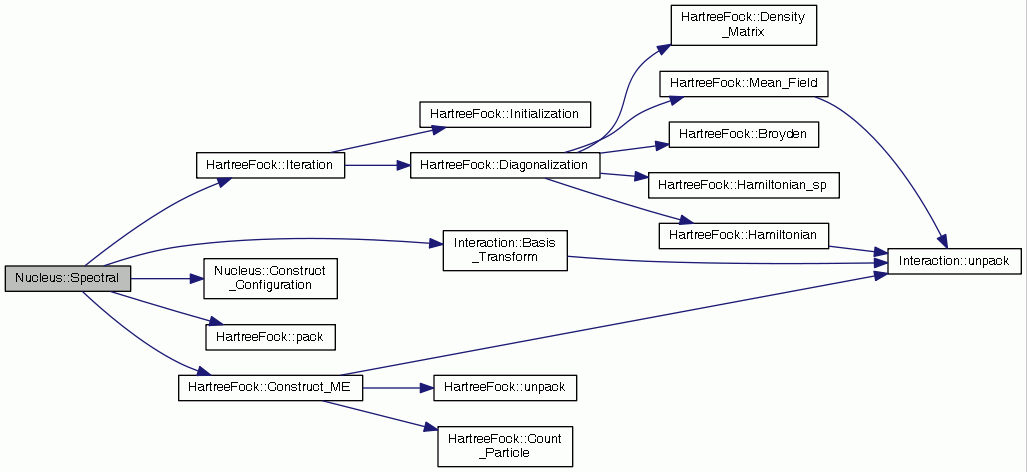 HartreeFock::Density
_Matrix
HartreeFock::Mean_Field
HartreeFock::Initialization
HartreeFock::Broyden
HartreeFock::Iteration
HartreeFock::Diagonalization
HartreeFock::Hamiltonian_sp
HartreeFock::Hamiltonian
Interaction::Basis
_Transform
Interaction::unpack
Nucleus::Spectral
Nucleus::Construct
_Configuration
HartreeFock::pack
HartreeFock::Construct_ME
HartreeFock::unpack
HartreeFock::Count
_Particle